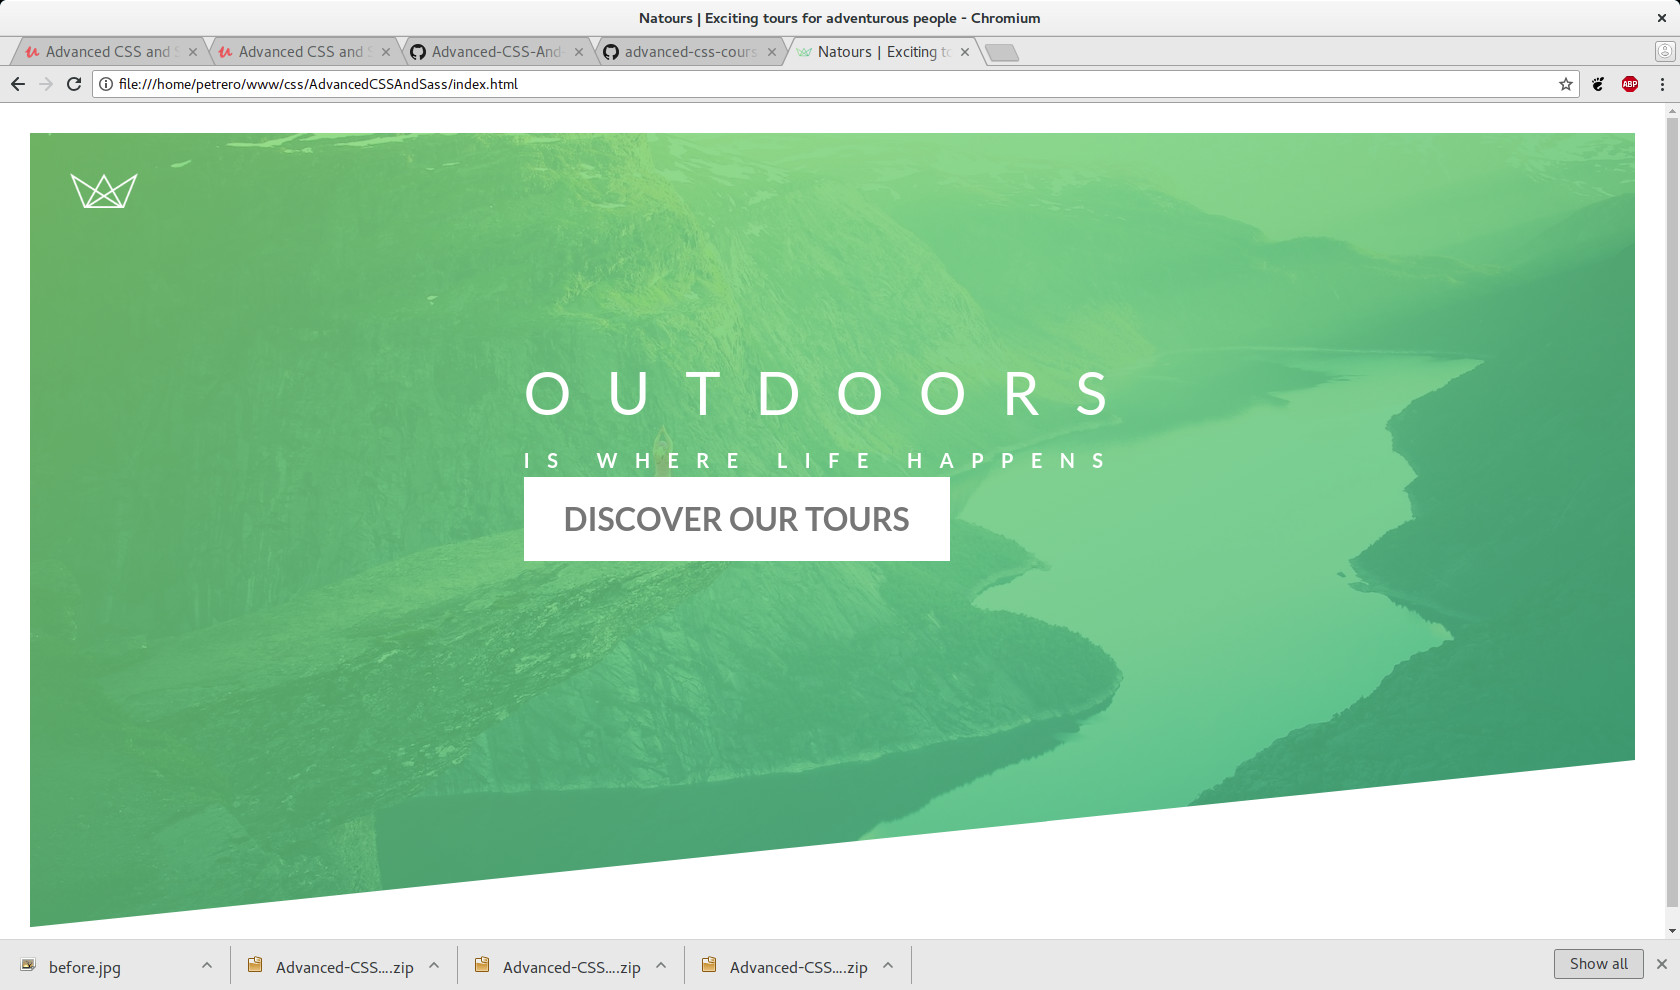 Natours | Exciting tours for adventurous people - Chromium
Advanced CSS and S
Advanced CSS and S
Advanced-CSS-And-
advanced-css-cours
Natours | Exciting to
file:///home/petrero/www/css/AdvancedCSSAndSass/index.html
ABP
OUTDOORS
IS WHERE LIFE HAPPENS
DISCOVER OUR TOURS
before.jpg
Advanced-CSS....zip
Advanced-CSS....zip
Advanced-CSS....zip
Show all